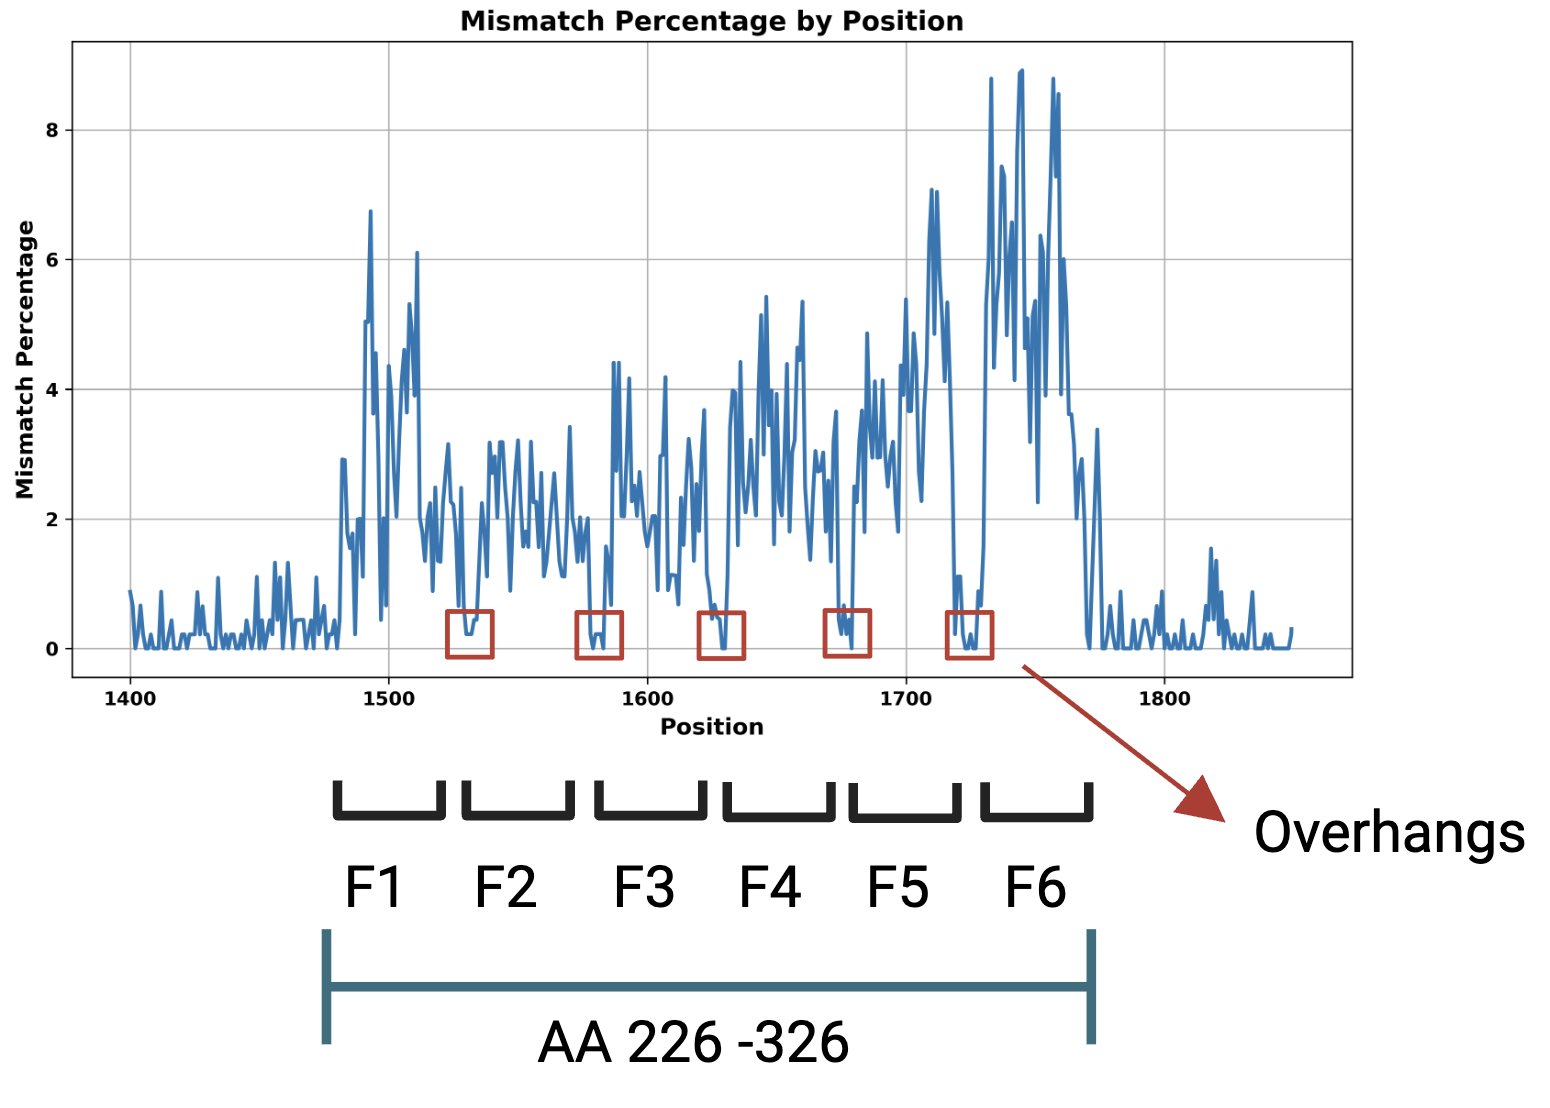 Mismatch Percentage by Position
Mismatch Percentage
8
6
4
2
0
1400 1500 1600 1700 1800
Position
F1 F2 F3 F4 F5 F6
Overhangs
AA 226 -326